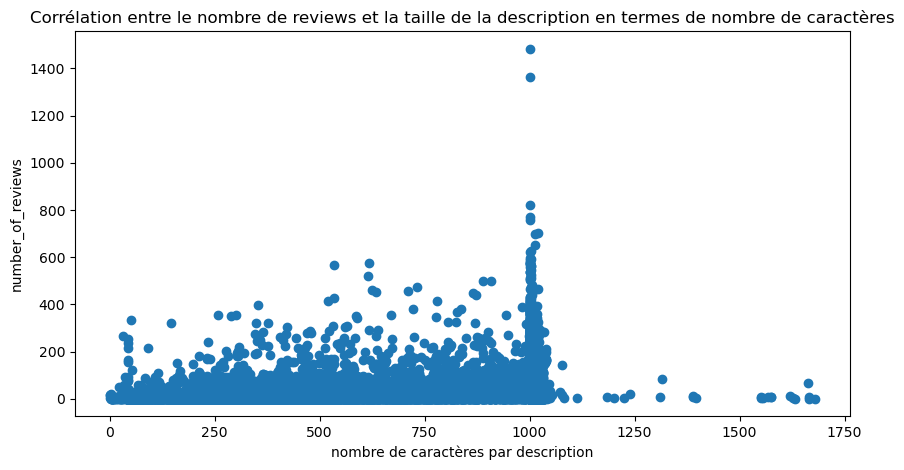 Corrélation entre le nombre de reviews et la taille de la description en termes de nombre de caractères
1400
1200
1000
800
600
400
200
0
number_of_reviews
0 250 500 750 1000 1250 1500 1750
nombre de caractères par description